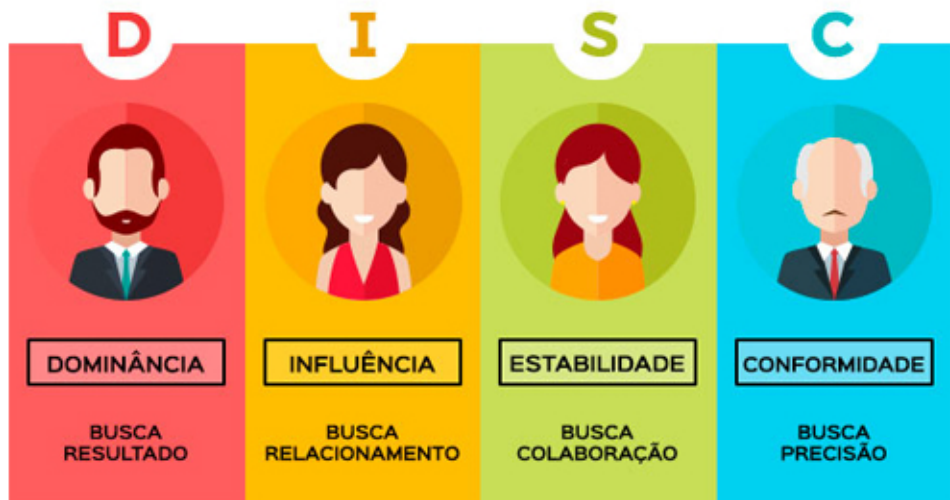 D I S C
DOMINÂNCIA
INFLUÊNCIA
ESTABILIDADE
CONFORMIDADE
BUSCA
RESULTADO
BUSCA
RELACIONAMENTO
BUSCA
COLABORAÇÃO
BUSCA
PRECISÃO